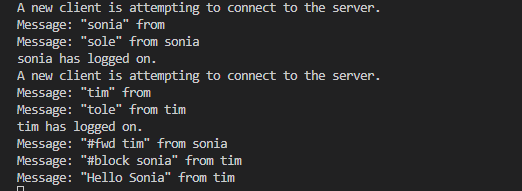 A new client is attempting to connect to the server.
Message: "sonia" from
Message: "sole" from sonia
sonia has logged on.
A new client is attempting to connect to the server.
Message: "tim" from
Message: "tole" from tim
tim has logged on.
Message: "#fwd tim" from sonia
Message: "#block sonia" from tim
Message: "Hello Sonia" from tim